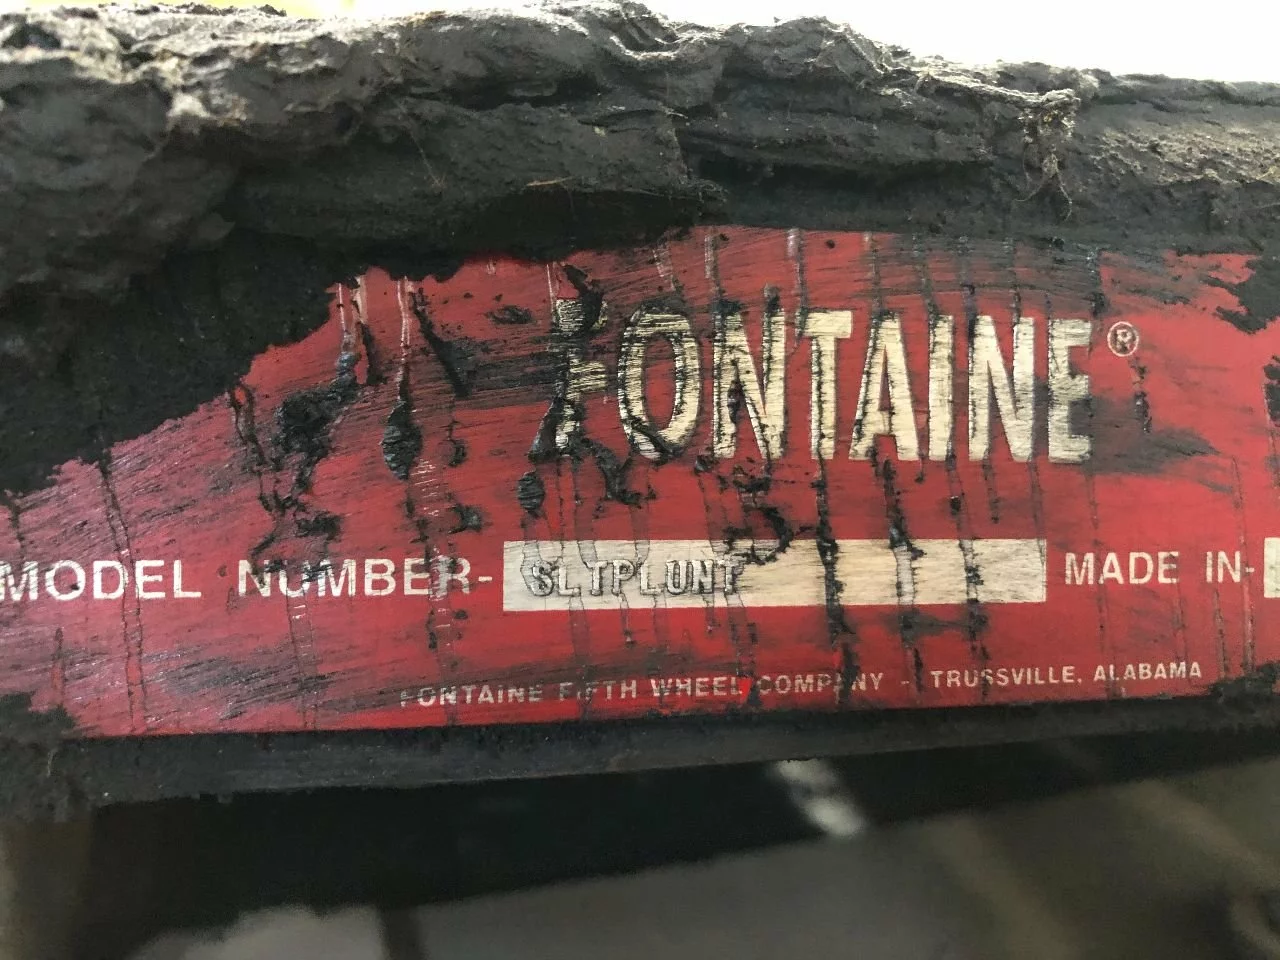 FONTAINE®
MODEL NUMBER- SLTPLUNT MADE IN-
FONTAINE FIFTH WHEEL COMPANY - TRUSSVILLE, ALABAMA